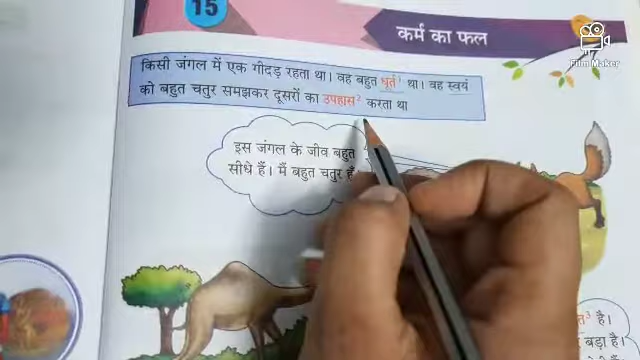 15
कर्म का फल
FilmMaker
किसी जंगल में एक गीदड़ रहता था। वह बहुत धूर्त¹ था। वह स्वयं
को बहुत चतुर समझकर दूसरों का उपहास² करता था
इस जंगल के जीव बहुत
सीधे हैं। मैं बहुत चतुर हूँ
है।
बड़ा है।